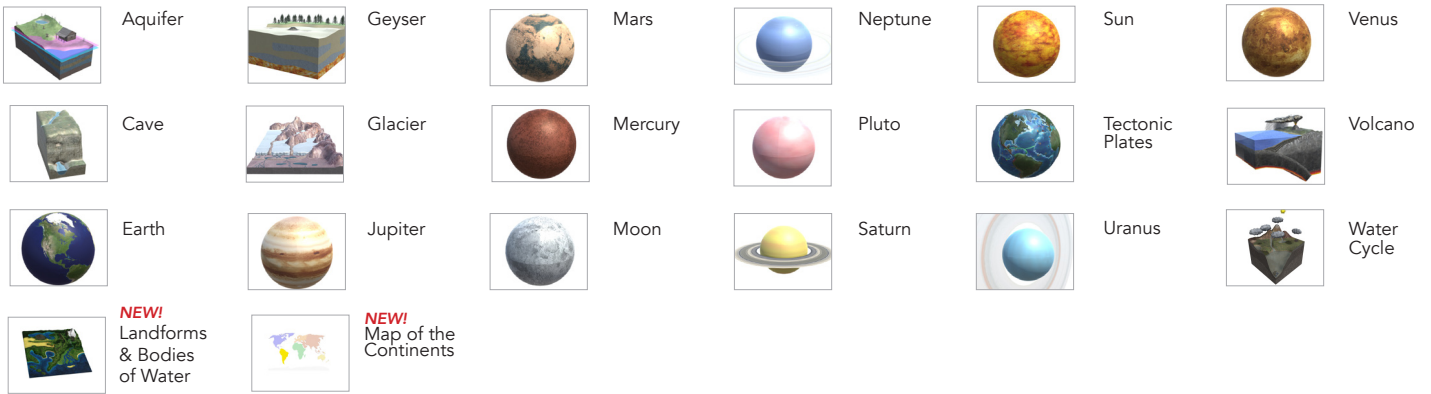 Aquifer
Geyser
Mars
Neptune
Sun
Venus
Cave
Glacier
Mercury
Pluto
Tectonic
Plates
Volcano
Earth
Jupiter
Moon
Saturn
Uranus
Water
Cycle
NEW!
Landforms
& Bodies
of Water
NEW!
Map of the
Continents